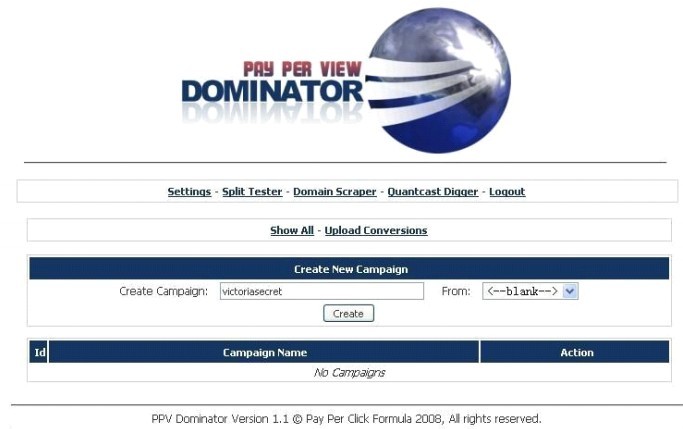 PAY PER VIEW
DOMINATOR
Settings - Split Tester - Domain Scraper - Quantcast Digger - Logout
Show All - Upload Conversions
Create New Campaign
Create Campaign: victoriasecret From: <--blank-->
Create
Id Campaign Name Action
No Campaigns
PPV Dominator Version 1.1 © Pay Per Click Formula 2008, All rights reserved.